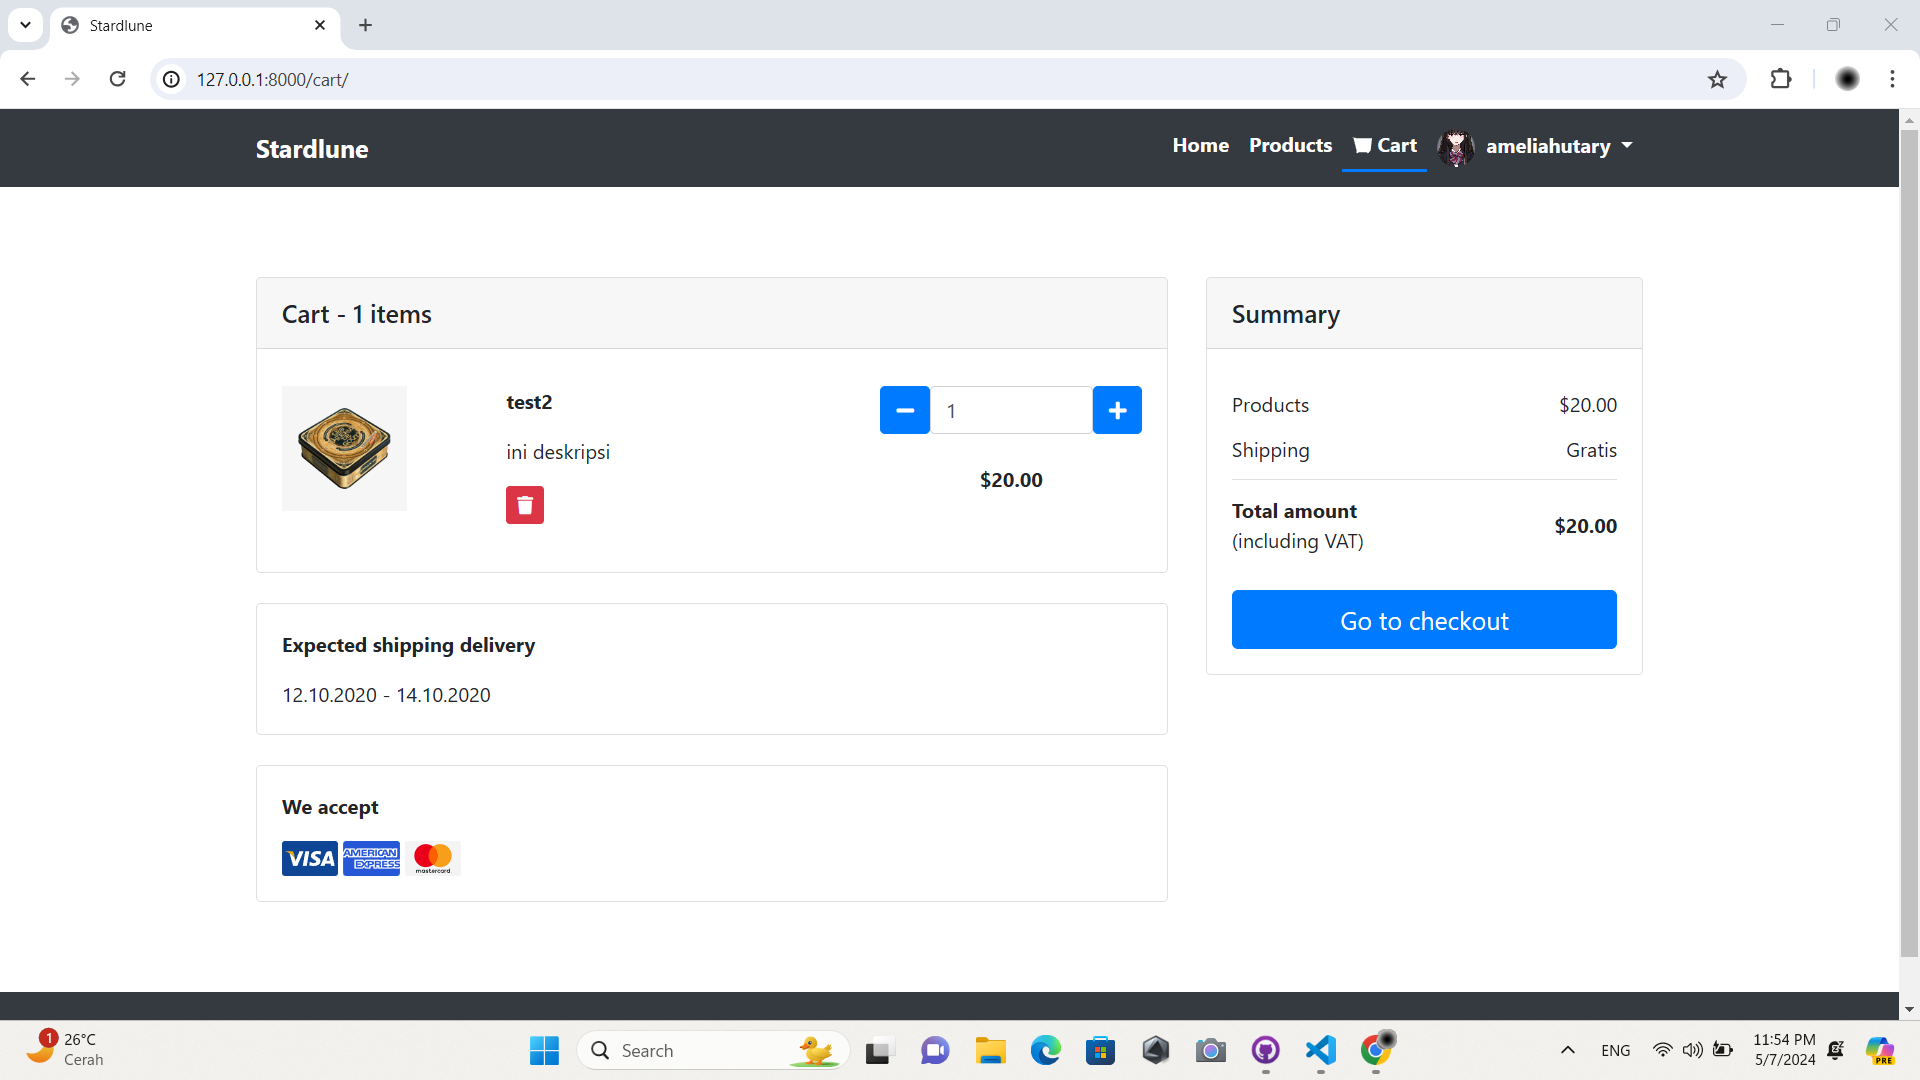 Stardlune
127.0.0.1:8000/cart/
Stardlune
Home
Products
Cart
ameliahutary
Cart - 1 items
test2
ini deskripsi
1
$20.00
Summary
Products $20.00
Shipping Gratis
Total amount
(including VAT)
$20.00
Go to checkout
Expected shipping delivery
12.10.2020 - 14.10.2020
We accept
VISA
AMERICAN
EXPRESS
mastercard
1
26°C
Cerah
Search
ENG
11:54 PM
5/7/2024
PRE